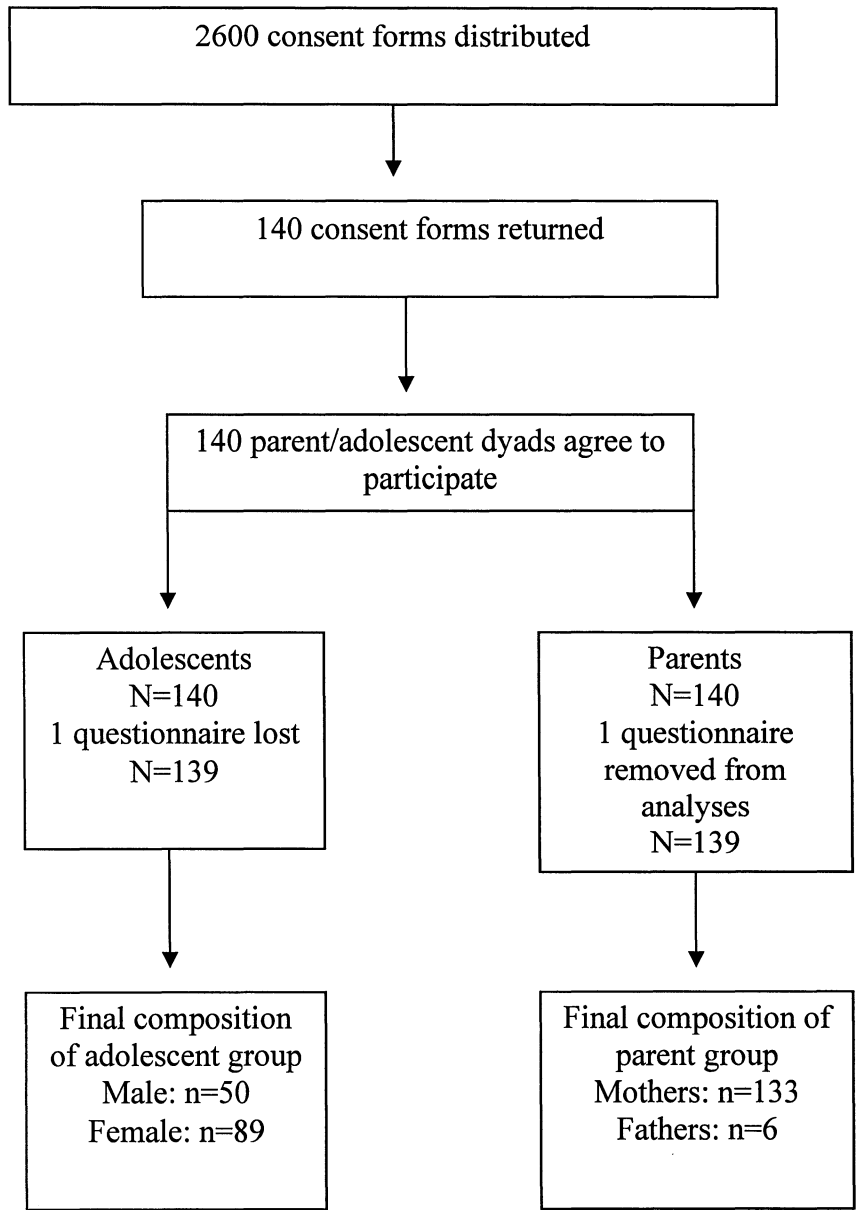 2600 consent forms distributed
140 consent forms returned
140 parent/adolescent dyads agree to
participate
Adolescents
N=140
1 questionnaire lost
N=139
Parents
N=140
1 questionnaire
removed from
analyses
N=139
Final composition
of adolescent group
Male: n=50
Female: n=89
Final composition of
parent group
Mothers: n=133
Fathers: n=6